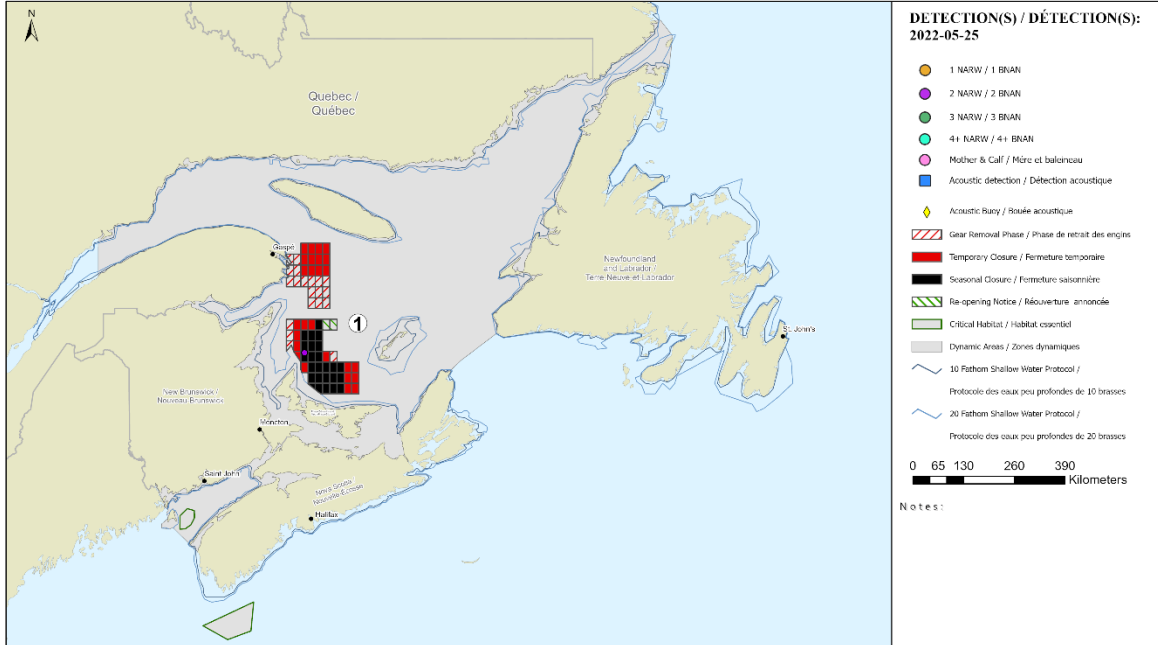 N
Quebec /
Québec
Gaspé
Newfoundland
and Labrador /
Terre-Neuve-et-Labrador
St. John's
1
New Brunswick /
Nouveau-Brunswick
Moncton
Saint John
Nova Scotia
Nouvelle-Écosse
Halifax
DETECTION(S) / DÉTECTION(S):
2022-05-25
1 NARW / 1 BNAN
2 NARW / 2 BNAN
3 NARW / 3 BNAN
4+ NARW / 4+ BNAN
Mother & Calf / Mère et baleineau
Acoustic detection / Détection acoustique
Acoustic Buoy / Bouée acoustique
Gear Removal Phase / Phase de retrait des engins
Temporary Closure / Fermeture temporaire
Seasonal Closure / Fermeture saisonnière
Re-opening Notice / Réouverture annoncée
Critical Habitat / Habitat essentiel
Dynamic Areas / Zones dynamiques
10 Fathom Shallow Water Protocol /
Protocole des eaux peu profondes de 10 brasses
20 Fathom Shallow Water Protocol /
Protocole des eaux peu profondes de 20 brasses
0 65 130 260 390
Kilometers
Notes: